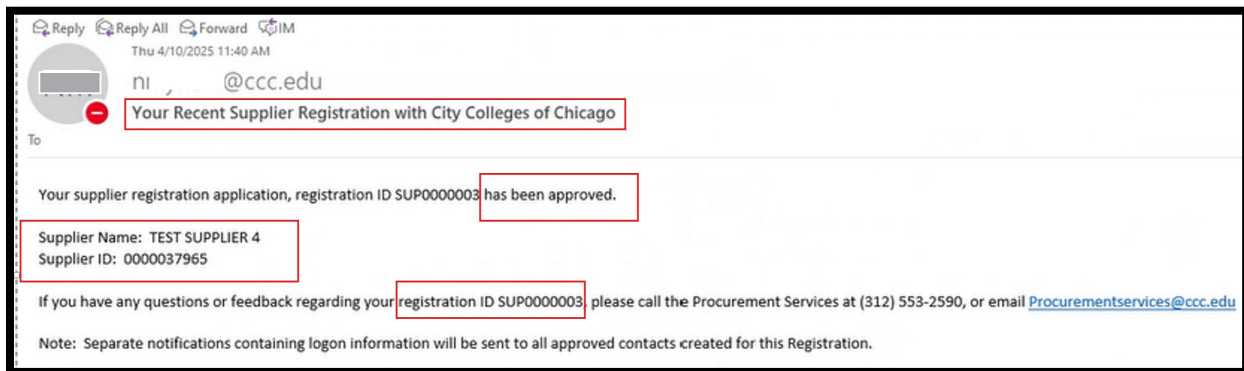 Reply Reply All Forward IM
Thu 4/10/2025 11:40 AM
@ccc.edu
Your Recent Supplier Registration with City Colleges of Chicago
To
Your supplier registration application, registration ID SUP0000003 has been approved.
Supplier Name: TEST SUPPLIER 4
Supplier ID: 0000037965
If you have any questions or feedback regarding your registration ID SUP0000003, please call the Procurement Services at (312) 553-2590, or email Procurementservices@ccc.edu
Note: Separate notifications containing logon information will be sent to all approved contacts created for this Registration.